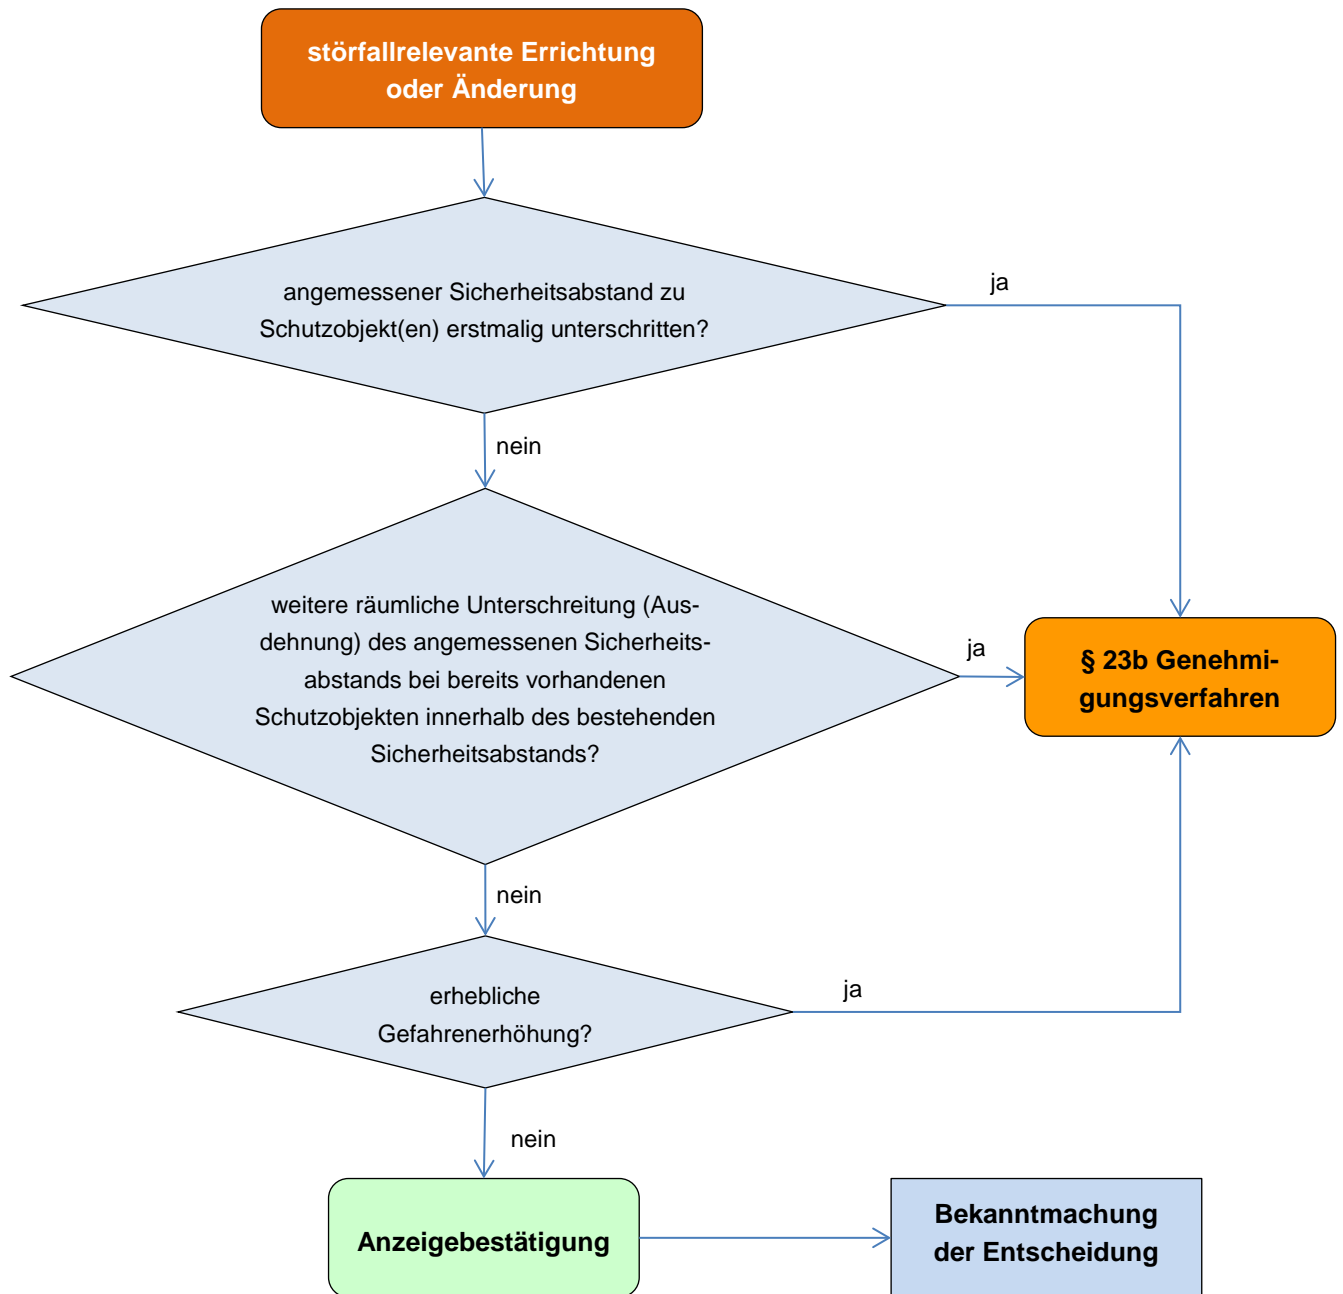 störfallrelevante Errichtung
oder Änderung
ja
angemessener Sicherheitsabstand zu
Schutzobjekt(en) erstmalig unterschritten?
nein
weitere räumliche Unterschreitung (Aus-
dehnung) des angemessenen Sicherheits-
abstands bei bereits vorhandenen
Schutzobjekten innerhalb des bestehenden
Sicherheitsabstands?
ja
§ 23b Genehmi-
gungsverfahren
nein
erhebliche
Gefahrenerhöhung?
ja
nein
Anzeigebestätigung
Bekanntmachung
der Entscheidung